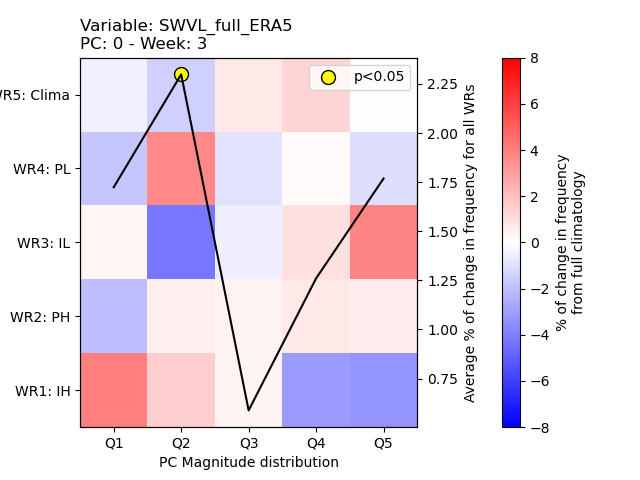 Variable: SWVL_full_ERA5
PC: 0 - Week: 3
p<0.05
WR5: Clima
WR4: PL
WR3: IL
WR2: PH
WR1: IH
Q1 Q2 Q3 Q4 Q5
PC Magnitude distribution
2.25
2.00
1.75
1.50
1.25
1.00
0.75
Average % of change in frequency for all WRs
8
6
4
2
0
−2
−4
−6
−8
% of change in frequency
from full climatology